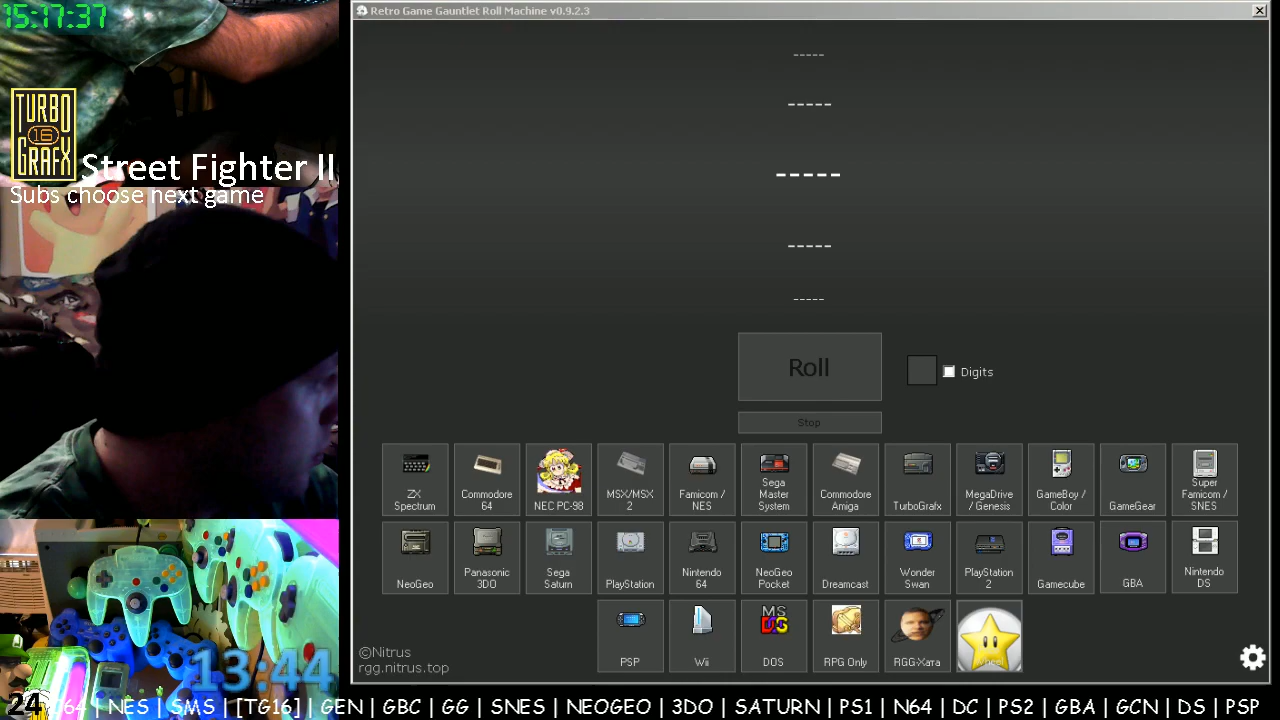 15:17:37
TURBO
16
GRAFX
Street Fighter II
Subs choose next game
Retro Game Gauntlet Roll Machine v0.9.2.3
-----
-----
-----
-----
-----
Roll
Digits
Stop
ZX Spectrum
Commodore 64
NEC PC-98
MSX/MSX 2
Famicom / NES
Sega Master System
Commodore Amiga
TurboGrafx
MegaDrive / Genesis
GameBoy / Color
GameGear
Super Famicom / SNES
NeoGeo
Panasonic 3DO
Sega Saturn
PlayStation
Nintendo 64
NeoGeo Pocket
Dreamcast
Wonder Swan
PlayStation 2
Gamecube
GBA
Nintendo DS
PSP
Wii
MS DOS
DOS
RPG Only
RGG-Хата
©Nitrus
rgg.nitrus.top
13:44
24
64 | NES | SMS | [TG16] | GEN | GBC | GG | SNES | NEOGEO | 3DO | SATURN | PS1 | N64 | DC | PS2 | GBA | GCN | DS | PSP